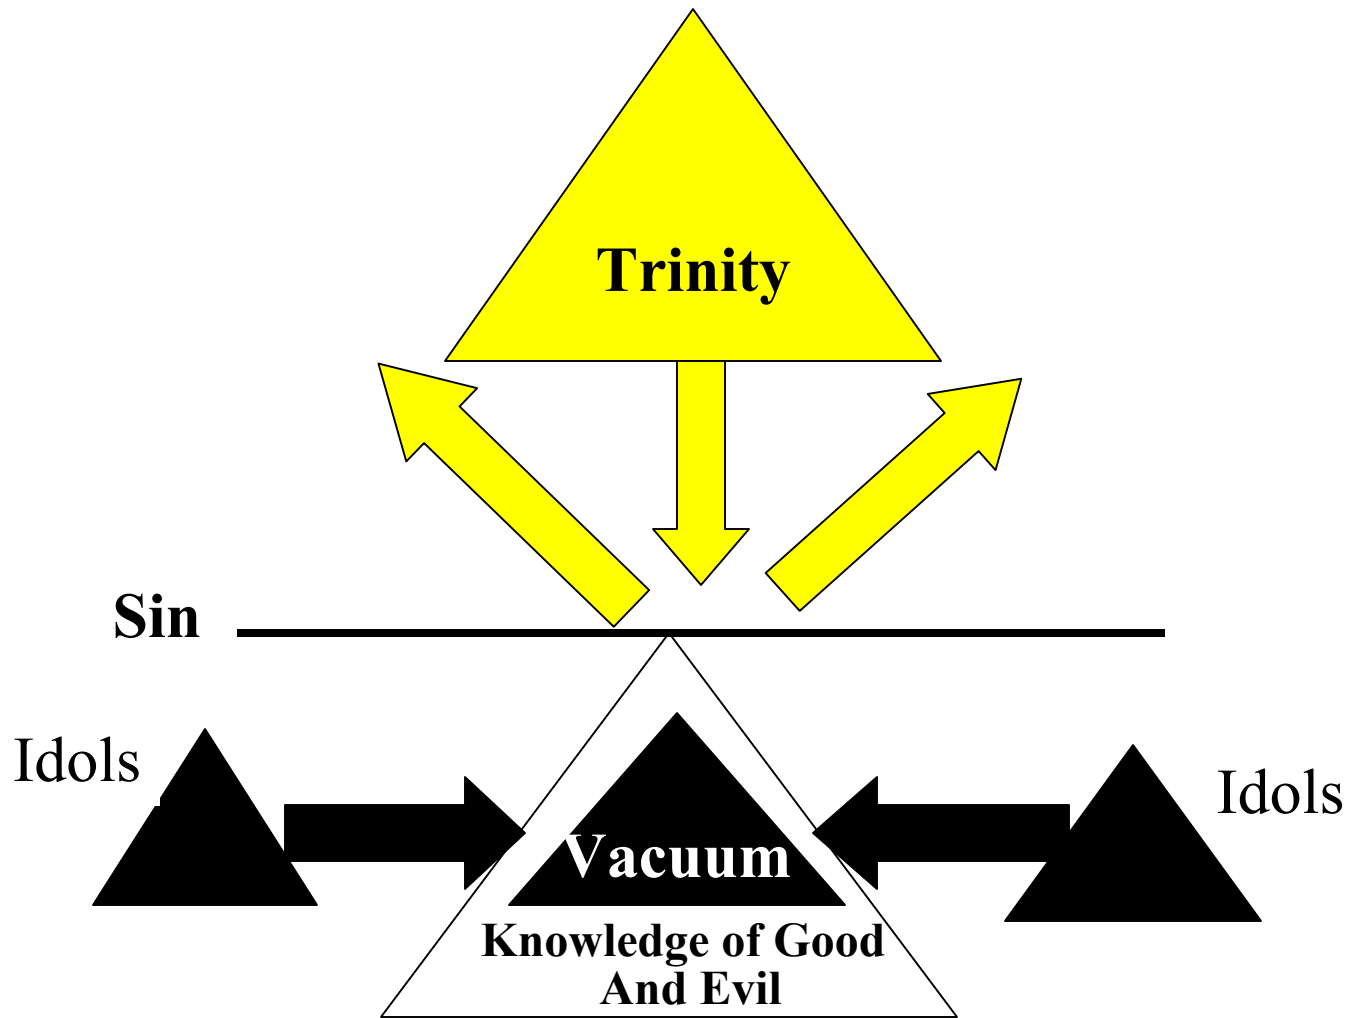 Trinity
Sin
Idols
Idols
Vacuum
Knowledge of Good
And Evil